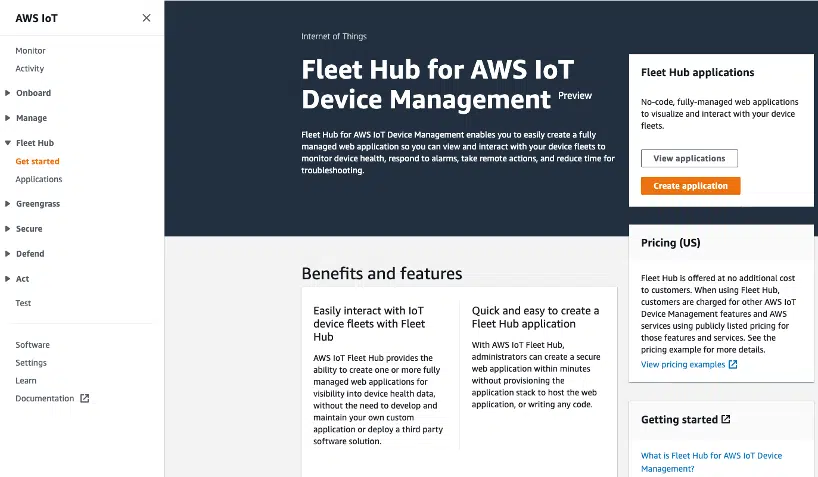 AWS IoT
Monitor
Activity
Onboard
Manage
Fleet Hub
Get started
Applications
Greengrass
Secure
Defend
Act
Test
Software
Settings
Learn
Documentation
Internet of Things
Fleet Hub for AWS IoT
Device Management Preview
Fleet Hub for AWS IoT Device Management enables you to easily create a fully
managed web application so you can view and interact with your device fleets to
monitor device health, respond to alarms, take remote actions, and reduce time for
troubleshooting.
Fleet Hub applications
No-code, fully-managed web applications
to visualize and interact with your device
fleets.
View applications
Create application
Benefits and features
Easily interact with IoT
device fleets with Fleet
Hub
AWS IoT Fleet Hub provides the
ability to create one or more fully
managed web applications for
visibility into device health data,
without the need to develop and
maintain your own custom
application or deploy a third party
software solution.
Quick and easy to create a
Fleet Hub application
With AWS IoT Fleet Hub,
administrators can create a secure
web application within minutes
without provisioning the
application stack to host the web
application, or writing any code.
Pricing (US)
Fleet Hub is offered at no additional cost
to customers. When using Fleet Hub,
customers are charged for other AWS IoT
Device Management features and AWS
services using publicly listed pricing for
those features and services. See the
pricing example for more details.
View pricing examples
Getting started
What is Fleet Hub for AWS IoT Device
Management?